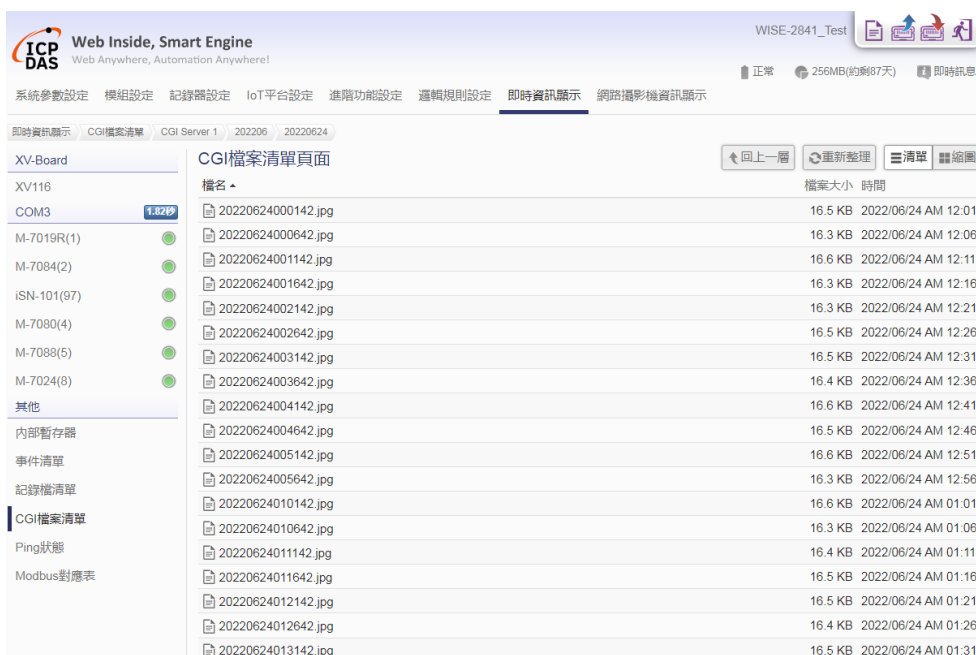 ICP DAS
Web Inside, Smart Engine
Web Anywhere, Automation Anywhere!
WISE-2841_Test
正常 256MB(約剩87天) 即時訊息
系統參數設定 模組設定 記錄器設定 IoT平台設定 進階功能設定 邏輯規則設定 即時資訊顯示 網路攝影機資訊顯示
即時資訊顯示 CGI檔案清單 CGI Server 1 202206 20220624
XV-Board
XV116
COM3 1.82秒
M-7019R(1)
M-7084(2)
iSN-101(97)
M-7080(4)
M-7088(5)
M-7024(8)
其他
內部暫存器
事件清單
記錄檔清單
CGI檔案清單
Ping狀態
Modbus對應表
CGI檔案清單頁面
回上一層 重新整理 清單 縮圖
檔名 檔案大小 時間
20220624000142.jpg 16.5 KB 2022/06/24 AM 12:01
20220624000642.jpg 16.3 KB 2022/06/24 AM 12:06
20220624001142.jpg 16.6 KB 2022/06/24 AM 12:11
20220624001642.jpg 16.3 KB 2022/06/24 AM 12:16
20220624002142.jpg 16.3 KB 2022/06/24 AM 12:21
20220624002642.jpg 16.5 KB 2022/06/24 AM 12:26
20220624003142.jpg 16.5 KB 2022/06/24 AM 12:31
20220624003642.jpg 16.4 KB 2022/06/24 AM 12:36
20220624004142.jpg 16.6 KB 2022/06/24 AM 12:41
20220624004642.jpg 16.5 KB 2022/06/24 AM 12:46
20220624005142.jpg 16.6 KB 2022/06/24 AM 12:51
20220624005642.jpg 16.3 KB 2022/06/24 AM 12:56
20220624010142.jpg 16.6 KB 2022/06/24 AM 01:01
20220624010642.jpg 16.3 KB 2022/06/24 AM 01:06
20220624011142.jpg 16.4 KB 2022/06/24 AM 01:11
20220624011642.jpg 16.5 KB 2022/06/24 AM 01:16
20220624012142.jpg 16.5 KB 2022/06/24 AM 01:21
20220624012642.jpg 16.4 KB 2022/06/24 AM 01:26
20220624013142.jpg 16.5 KB 2022/06/24 AM 01:31